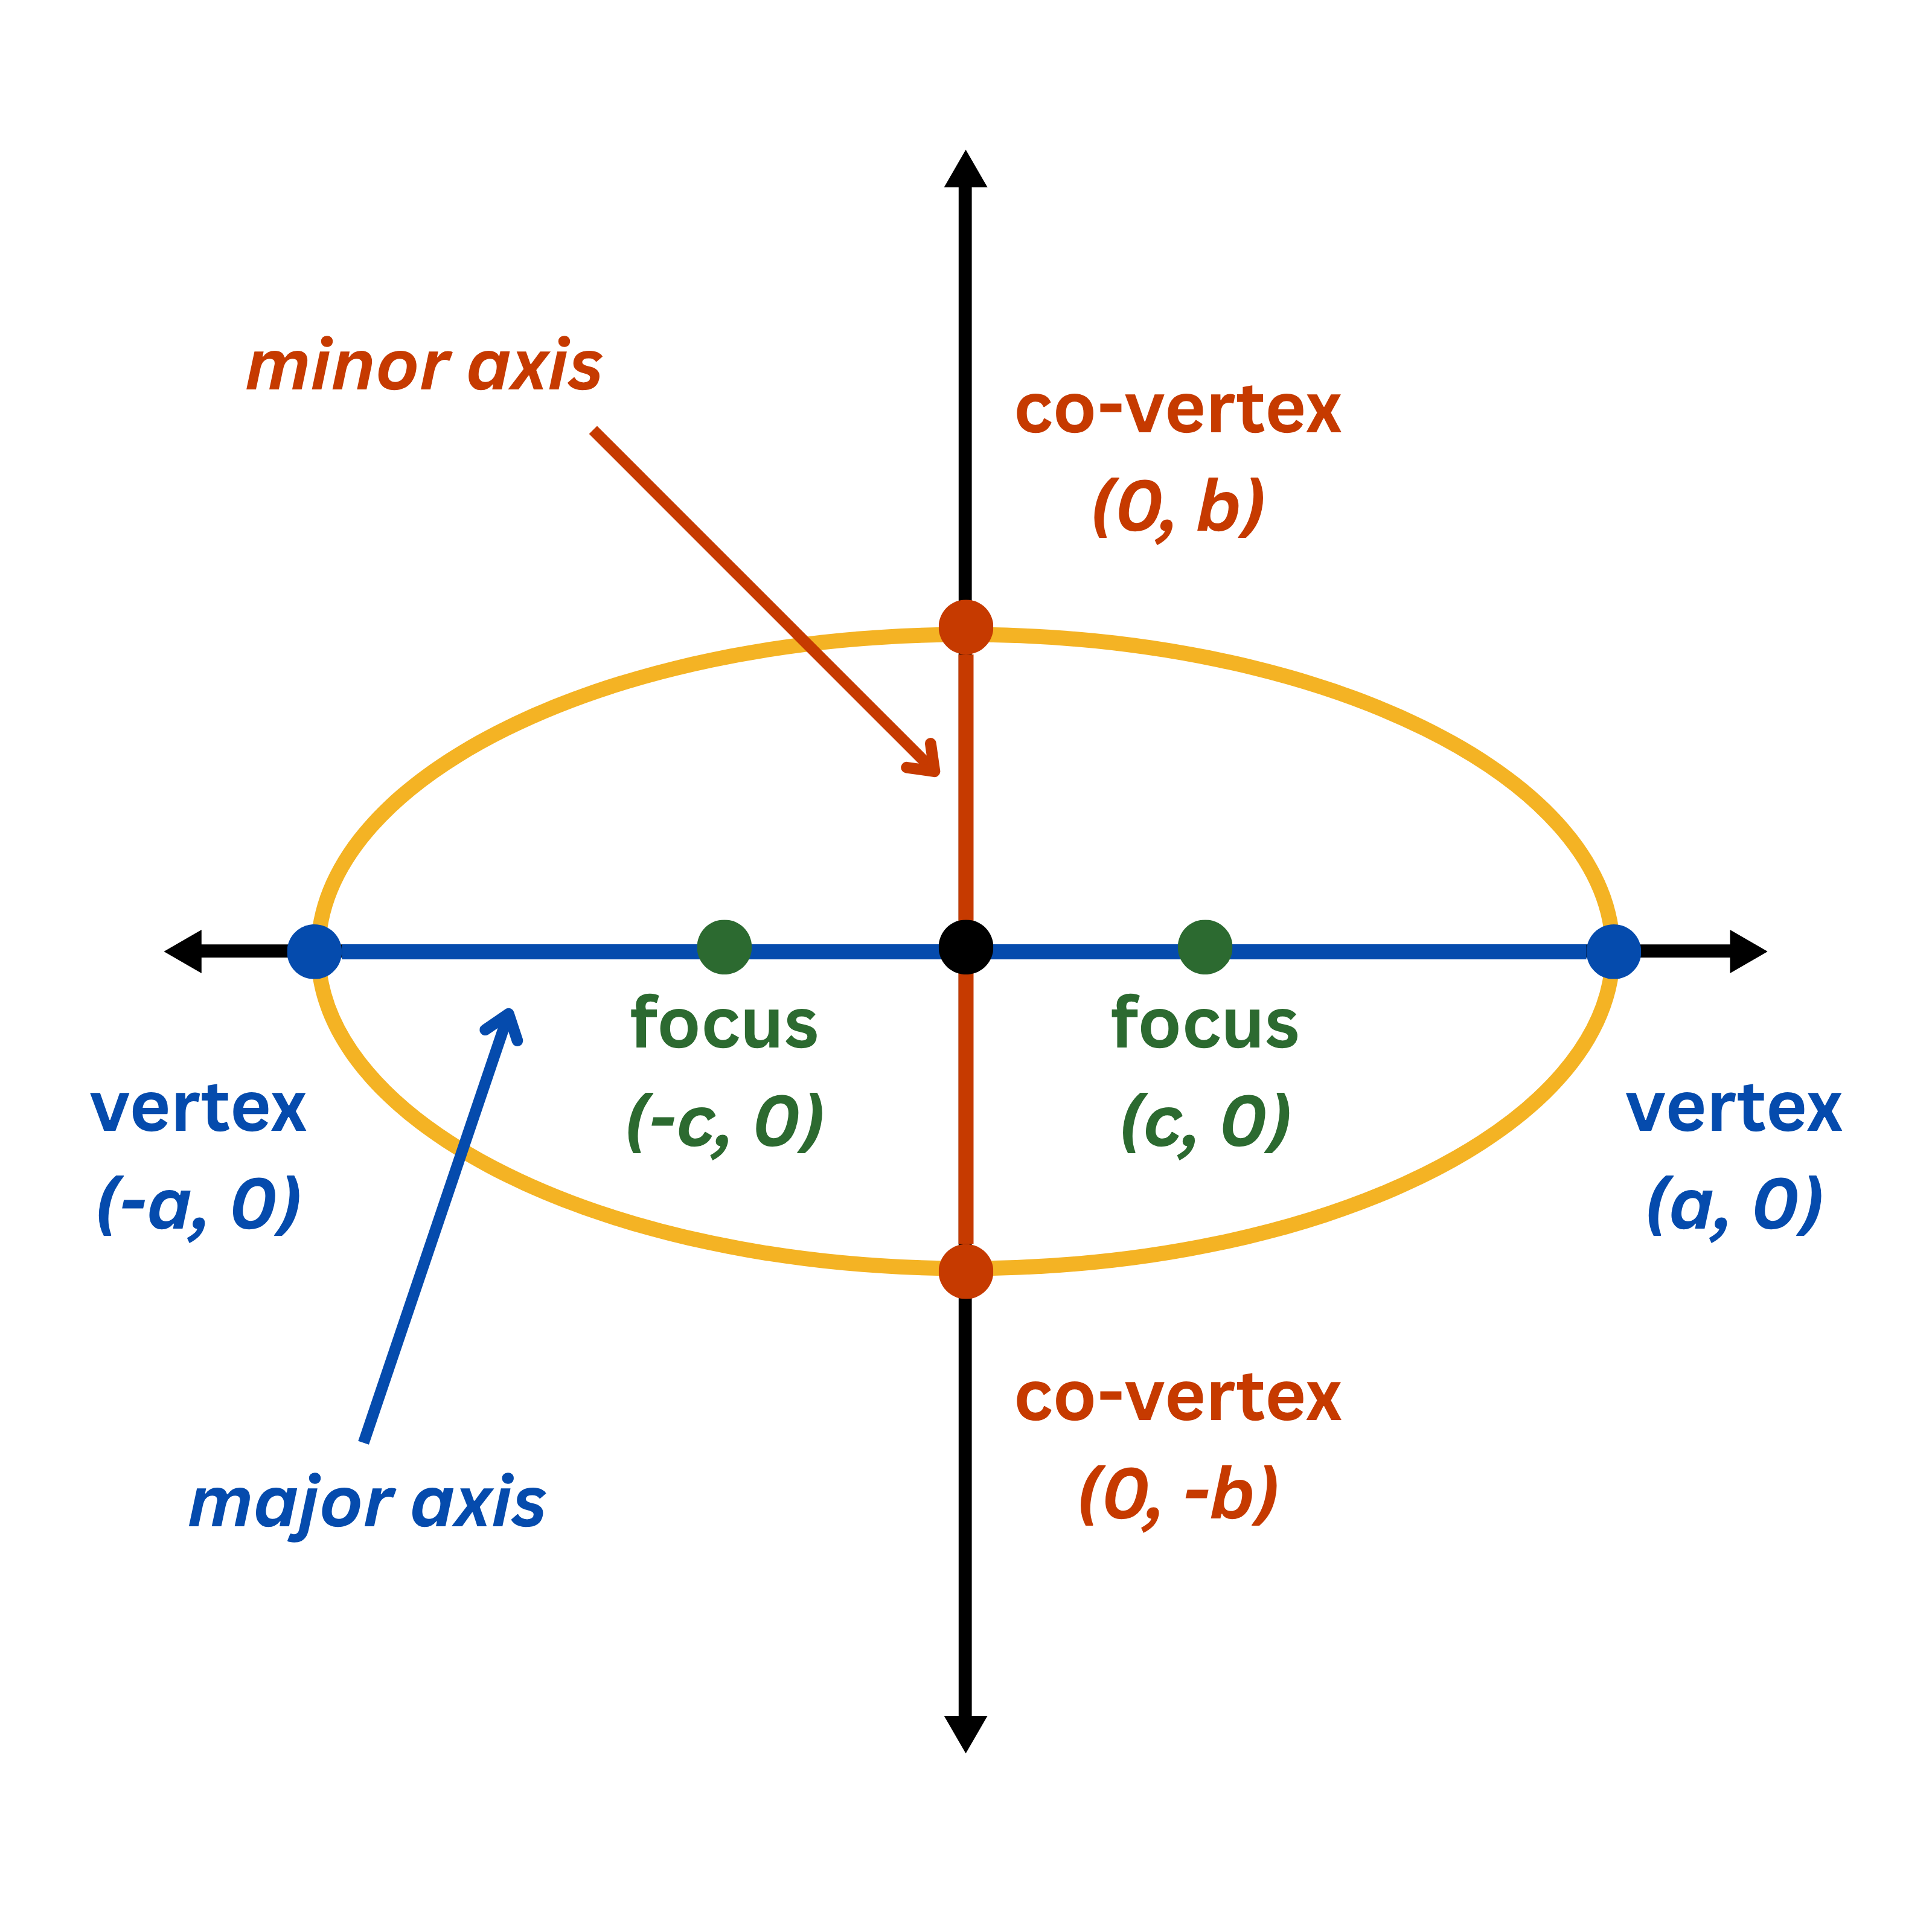 minor axis
co-vertex
(0, b)
focus
(-c, 0)
focus
(c, 0)
vertex
(-a, 0)
vertex
(a, 0)
co-vertex
(0, -b)
major axis